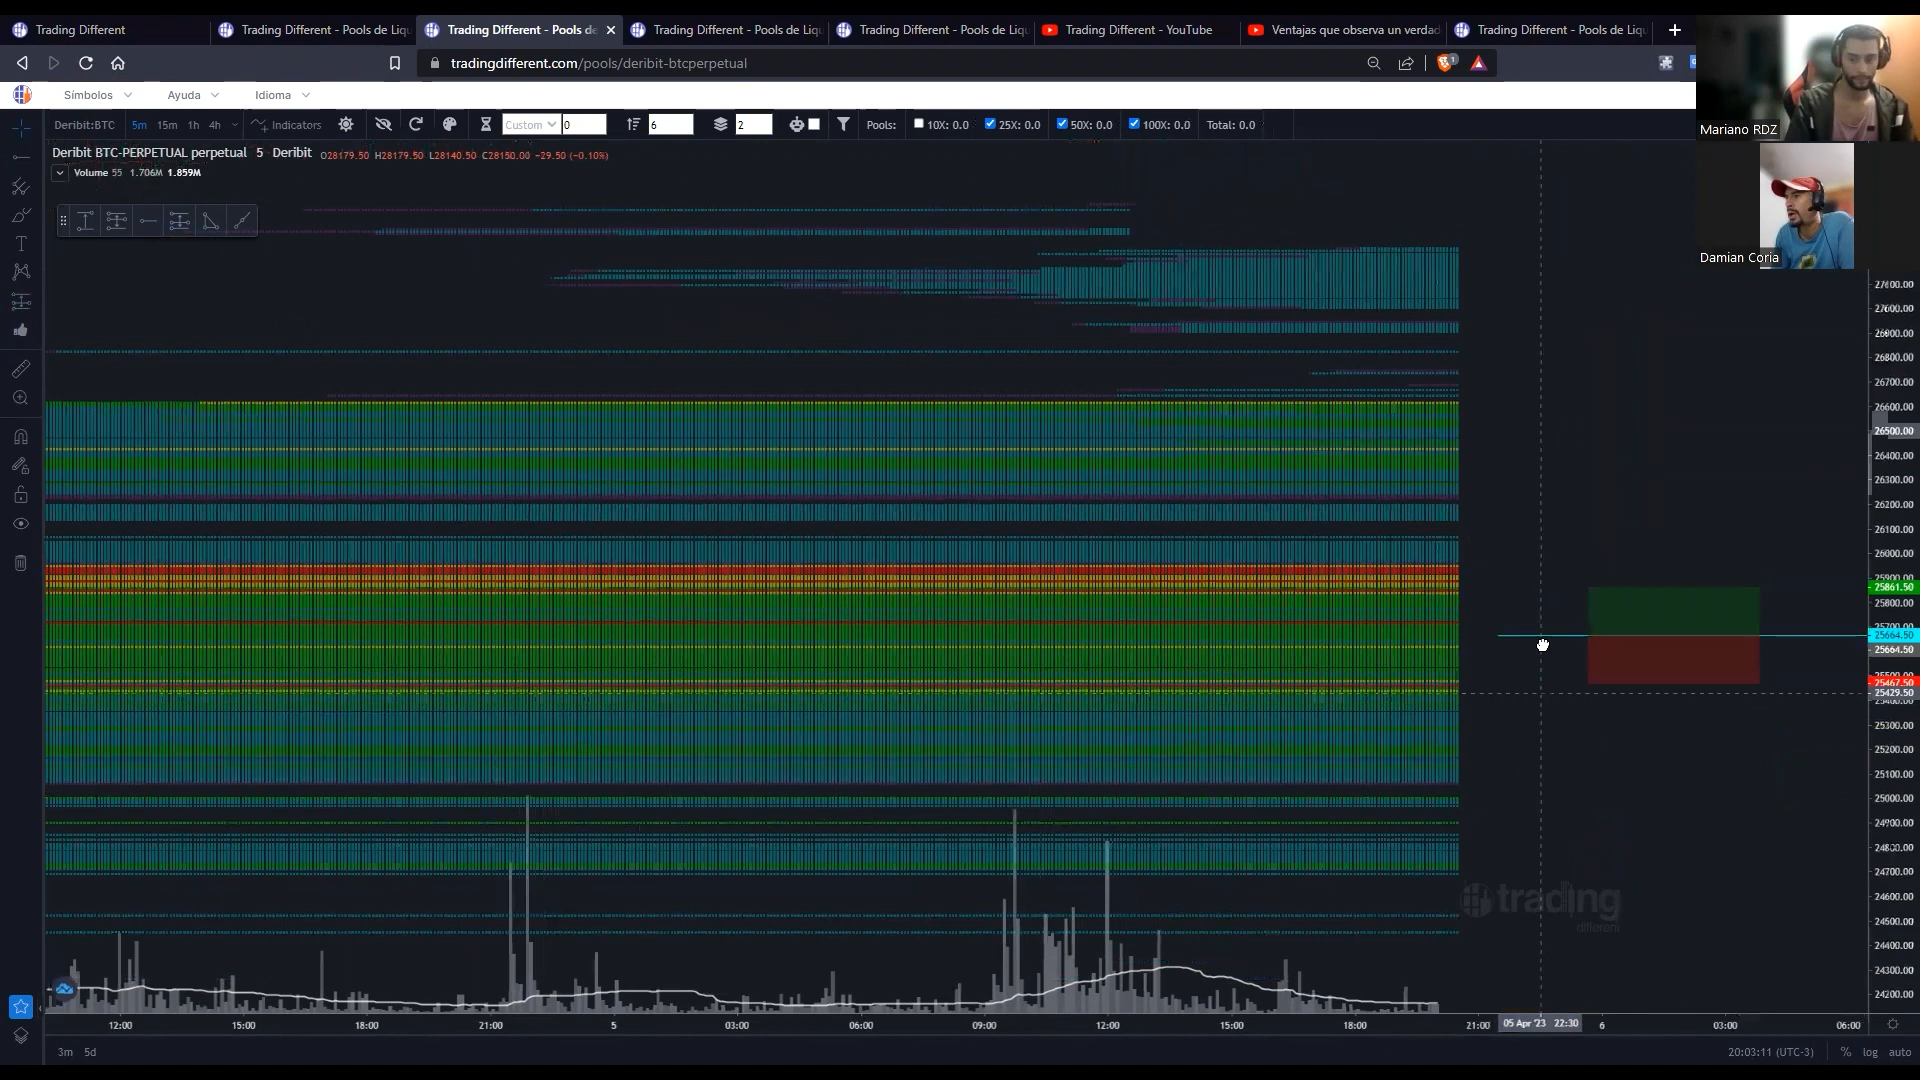 Trading Different
Trading Different - Pools de Liqu
Trading Different - Pools de
Trading Different - Pools de Liqu
Trading Different - Pools de Liqu
Trading Different - YouTube
Ventajas que observa un verdad
Trading Different - Pools de Liqu
tradingdifferent.com/pools/deribit-btcperpetual
Símbolos
Ayuda
Idioma
Mariano RDZ
Damian Coria
Deribit:BTC
5m
15m
1h
4h
Indicators
Custom
0
6
2
Pools:
10X: 0.0
25X: 0.0
50X: 0.0
100X: 0.0
Total: 0.0
Deribit BTC-PERPETUAL perpetual 5 Deribit
O28179.50 H28179.50 L28140.50 C28150.00 -29.50 (-0.10%)
Volume 55 1.706M 1.859M
26800.00
26700.00
26600.00
26500.00
26400.00
26300.00
26200.00
26100.00
26000.00
25900.00
25861.50
25800.00
25700.00
25664.50
25664.50
25467.50
25429.50
25300.00
25200.00
25100.00
25000.00
24900.00
24800.00
24700.00
24600.00
24500.00
24400.00
24300.00
24200.00
trading
different
12:00
15:00
18:00
21:00
5
03:00
06:00
09:00
12:00
15:00
18:00
21:00
05 Apr '23 22:30
6
03:00
06:00
3m
5d
20:03:11 (UTC-3)
%
log
auto